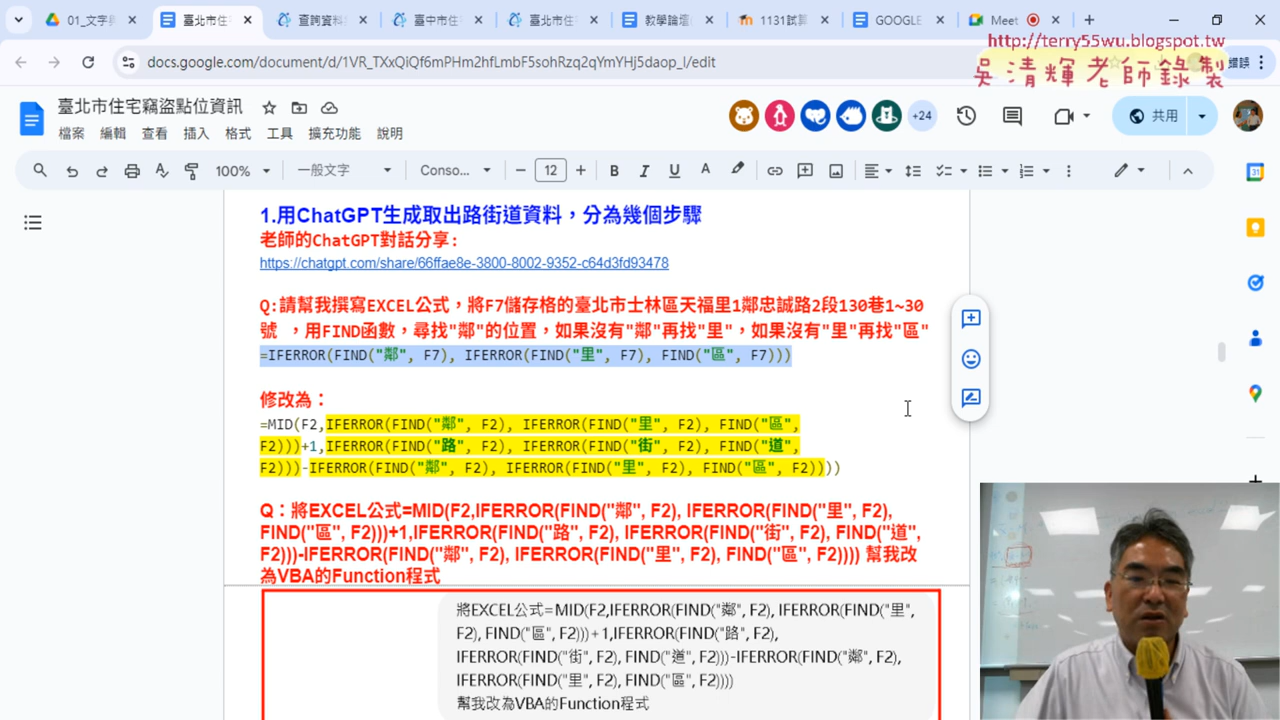 01_文字與
臺北市住宅
查詢資料
臺中市住
臺北市住
教學論壇
1131試算
GOOGLE
Meet
http://terry55wu.blogspot.tw
docs.google.com/document/d/1VR_TXxQiQf6mPHm2hfLmbF5sohRzq2qYmYHj5daop_I/edit
吳清輝老師錄製
臺北市住宅竊盜點位資訊
+24
共用
檔案 編輯 查看 插入 格式 工具 擴充功能 說明
100% 一般文字 Conso... 12 B I U A
1.用ChatGPT生成取出路街道資料，分為幾個步驟
老師的ChatGPT對話分享:
https://chatgpt.com/share/66ffae8e-3800-8002-9352-c64d3fd93478
Q:請幫我撰寫EXCEL公式，將F7儲存格的臺北市士林區天福里1鄰忠誠路2段130巷1~30
號 ，用FIND函數，尋找"鄰"的位置，如果沒有"鄰"再找"里"，如果沒有"里"再找"區"
=IFERROR(FIND("鄰", F7), IFERROR(FIND("里", F7), FIND("區", F7)))
修改為：
=MID(F2,IFERROR(FIND("鄰", F2), IFERROR(FIND("里", F2), FIND("區",
F2)))+1,IFERROR(FIND("路", F2), IFERROR(FIND("街", F2), FIND("道",
F2)))-IFERROR(FIND("鄰", F2), IFERROR(FIND("里", F2), FIND("區", F2))))
Q：將EXCEL公式=MID(F2,IFERROR(FIND("鄰", F2), IFERROR(FIND("里", F2),
FIND("區", F2)))+1,IFERROR(FIND("路", F2), IFERROR(FIND("街", F2), FIND("道",
F2)))-IFERROR(FIND("鄰", F2), IFERROR(FIND("里", F2), FIND("區", F2)))) 幫我改
為VBA的Function程式
將EXCEL公式=MID(F2,IFERROR(FIND("鄰", F2), IFERROR(FIND("里",
F2), FIND("區", F2)))+1,IFERROR(FIND("路", F2),
IFERROR(FIND("街", F2), FIND("道", F2)))-IFERROR(FIND("鄰", F2),
IFERROR(FIND("里", F2), FIND("區", F2))))
幫我改為VBA的Function程式